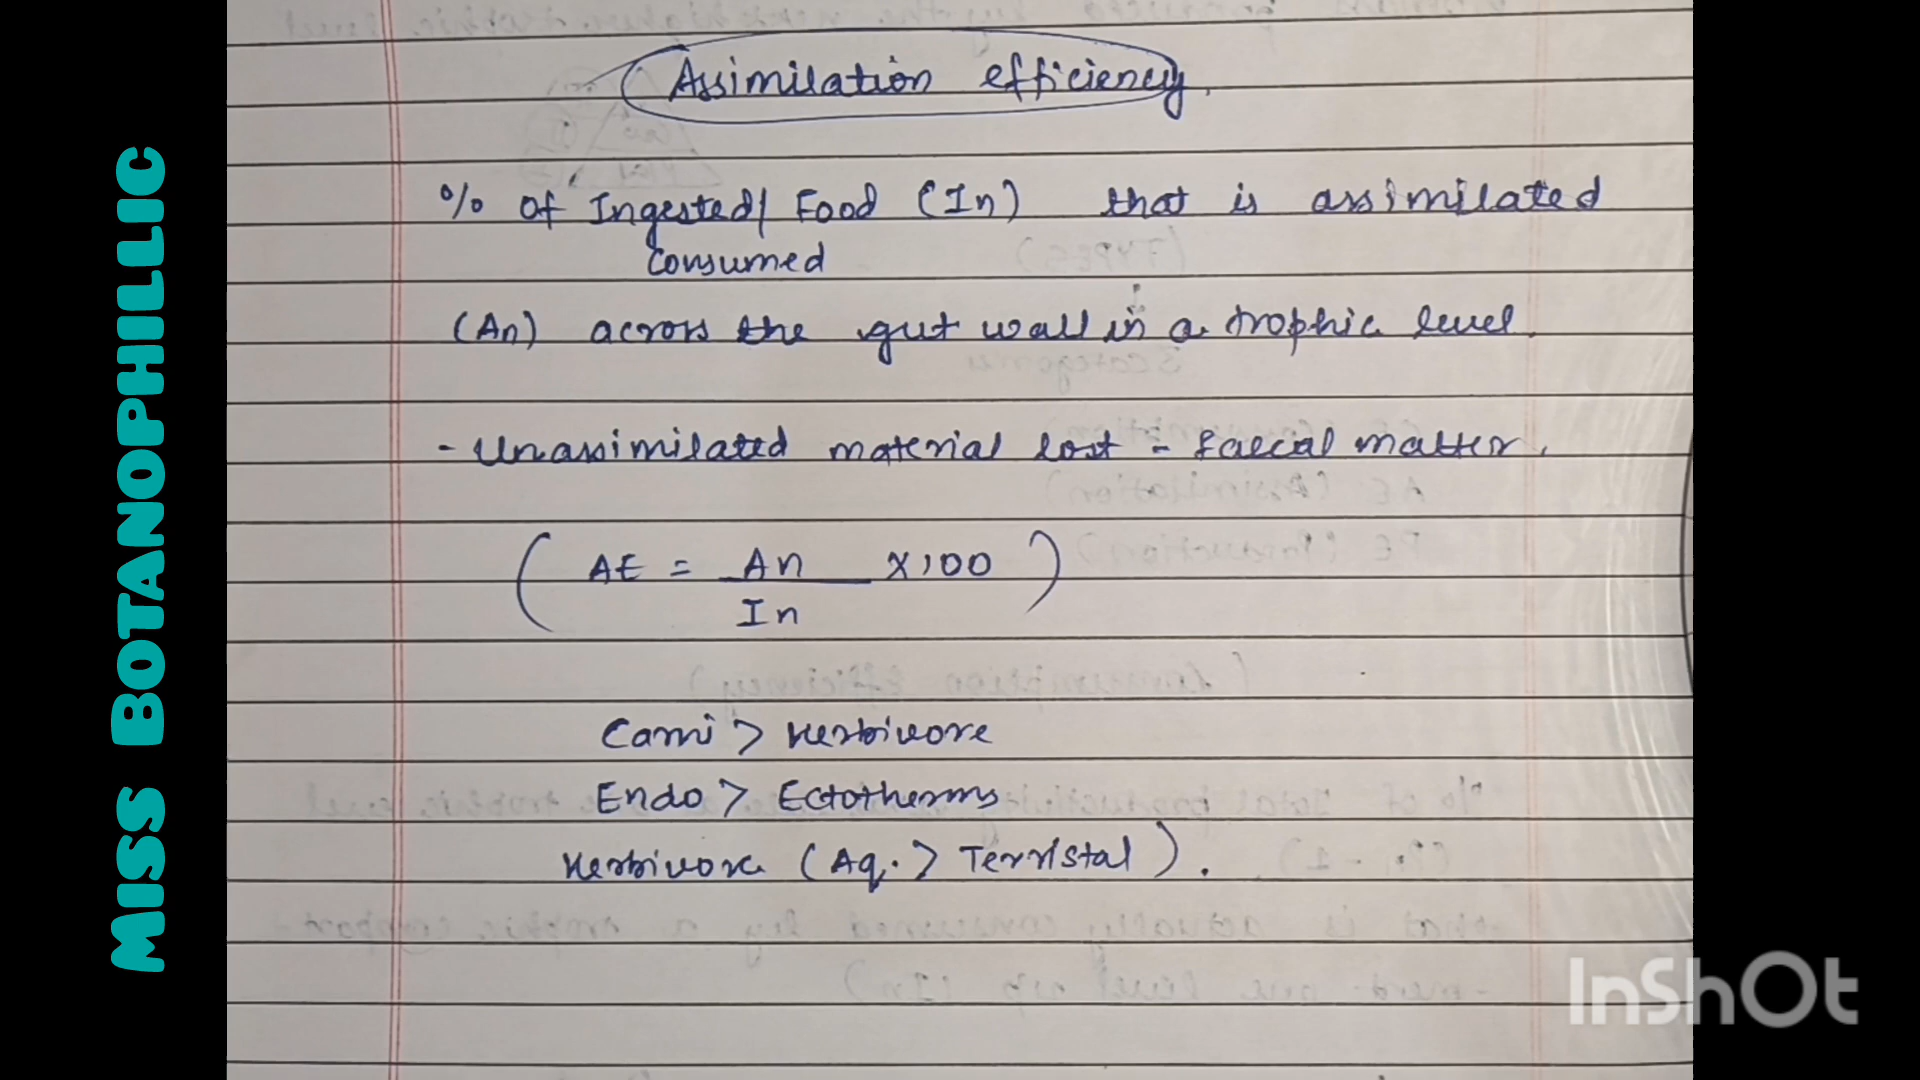 MISS BOTANOPHILLIC
Assimilation efficiency.
% of Ingested/ Food (In) that is assimilated
consumed
(An) across the gut wall in a trophic level.
- Unassimilated material lost - faecal matter.
( AE = An X100 )
In
Carni > Herbivore
Endo > Ectotherms
Herbivore (Aq. > Terristal).
InShOt